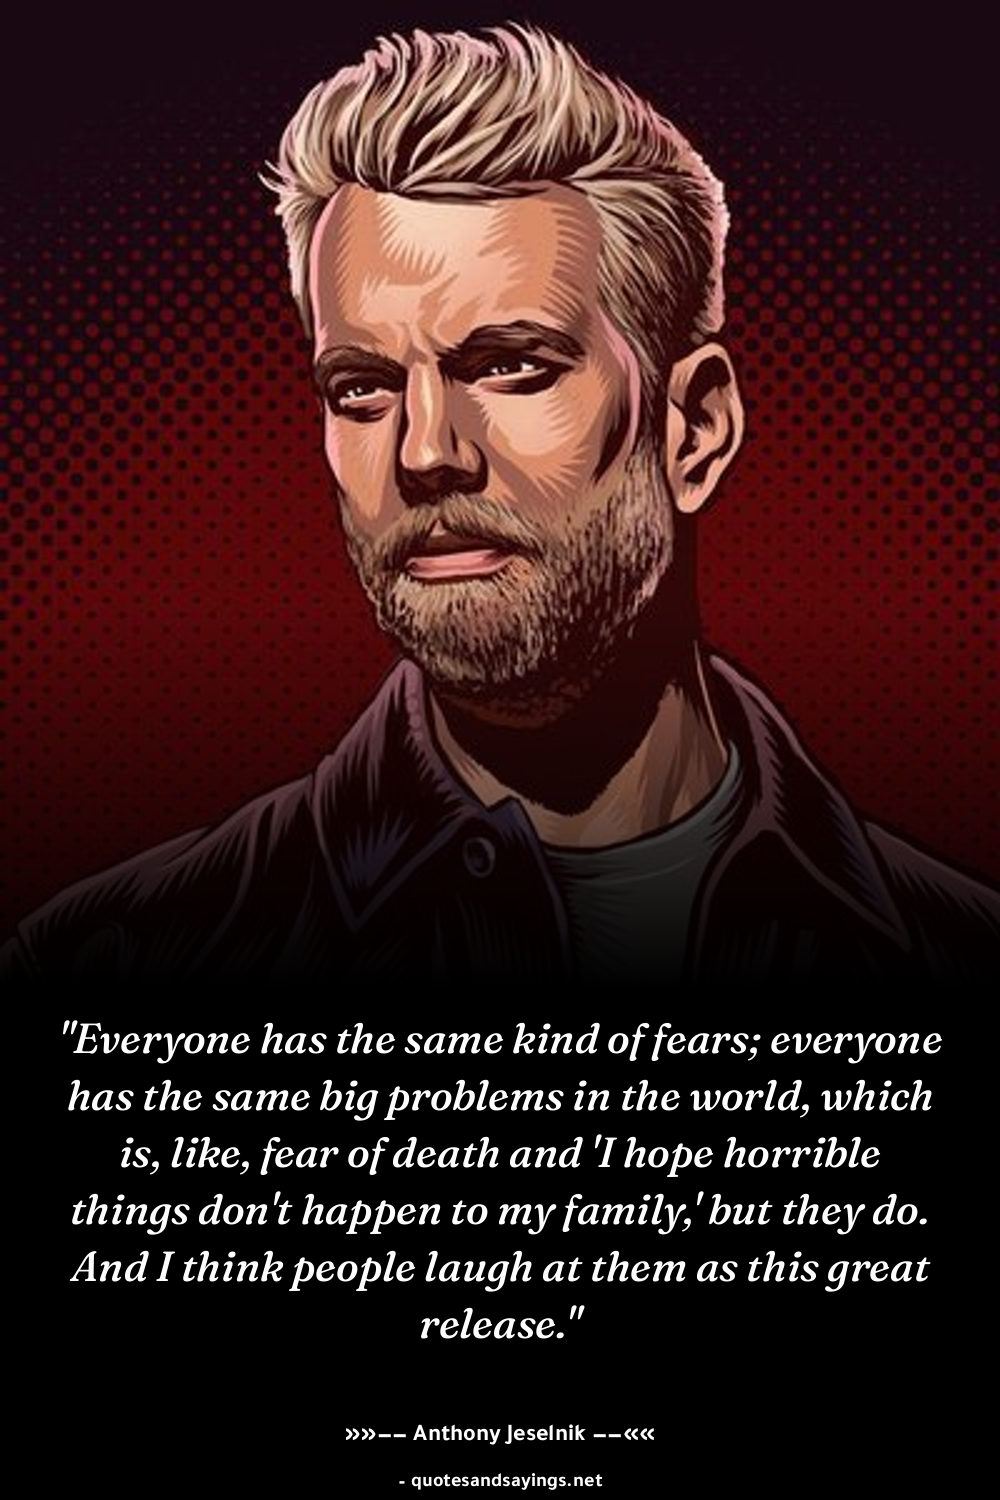 "Everyone has the same kind of fears; everyone
has the same big problems in the world, which
is, like, fear of death and 'I hope horrible
things don't happen to my family,' but they do.
And I think people laugh at them as this great
release."
»»–– Anthony Jeselnik ––««
- quotesandsayings.net